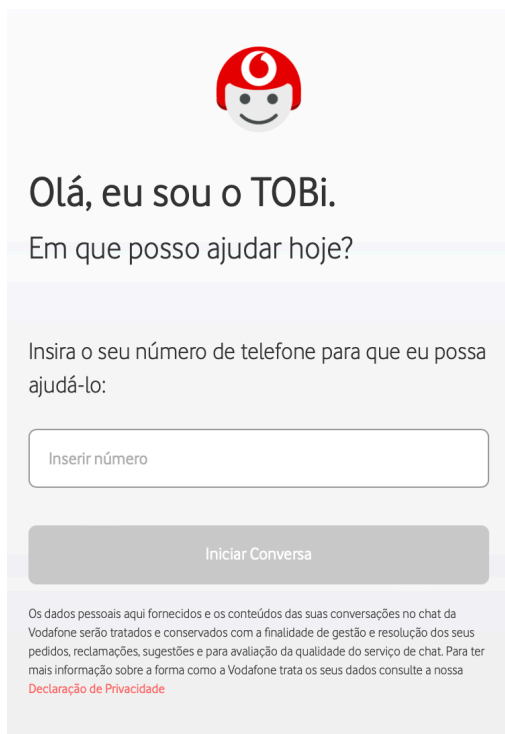 Olá, eu sou o TOBi.
Em que posso ajudar hoje?
Insira o seu número de telefone para que eu possa
ajudá-lo:
Inserir número
Iniciar Conversa
Os dados pessoais aqui fornecidos e os conteúdos das suas conversações no chat da
Vodafone serão tratados e conservados com a finalidade de gestão e resolução dos seus
pedidos, reclamações, sugestões e para avaliação da qualidade do serviço de chat. Para ter
mais informação sobre a forma como a Vodafone trata os seus dados consulte a nossa
Declaração de Privacidade